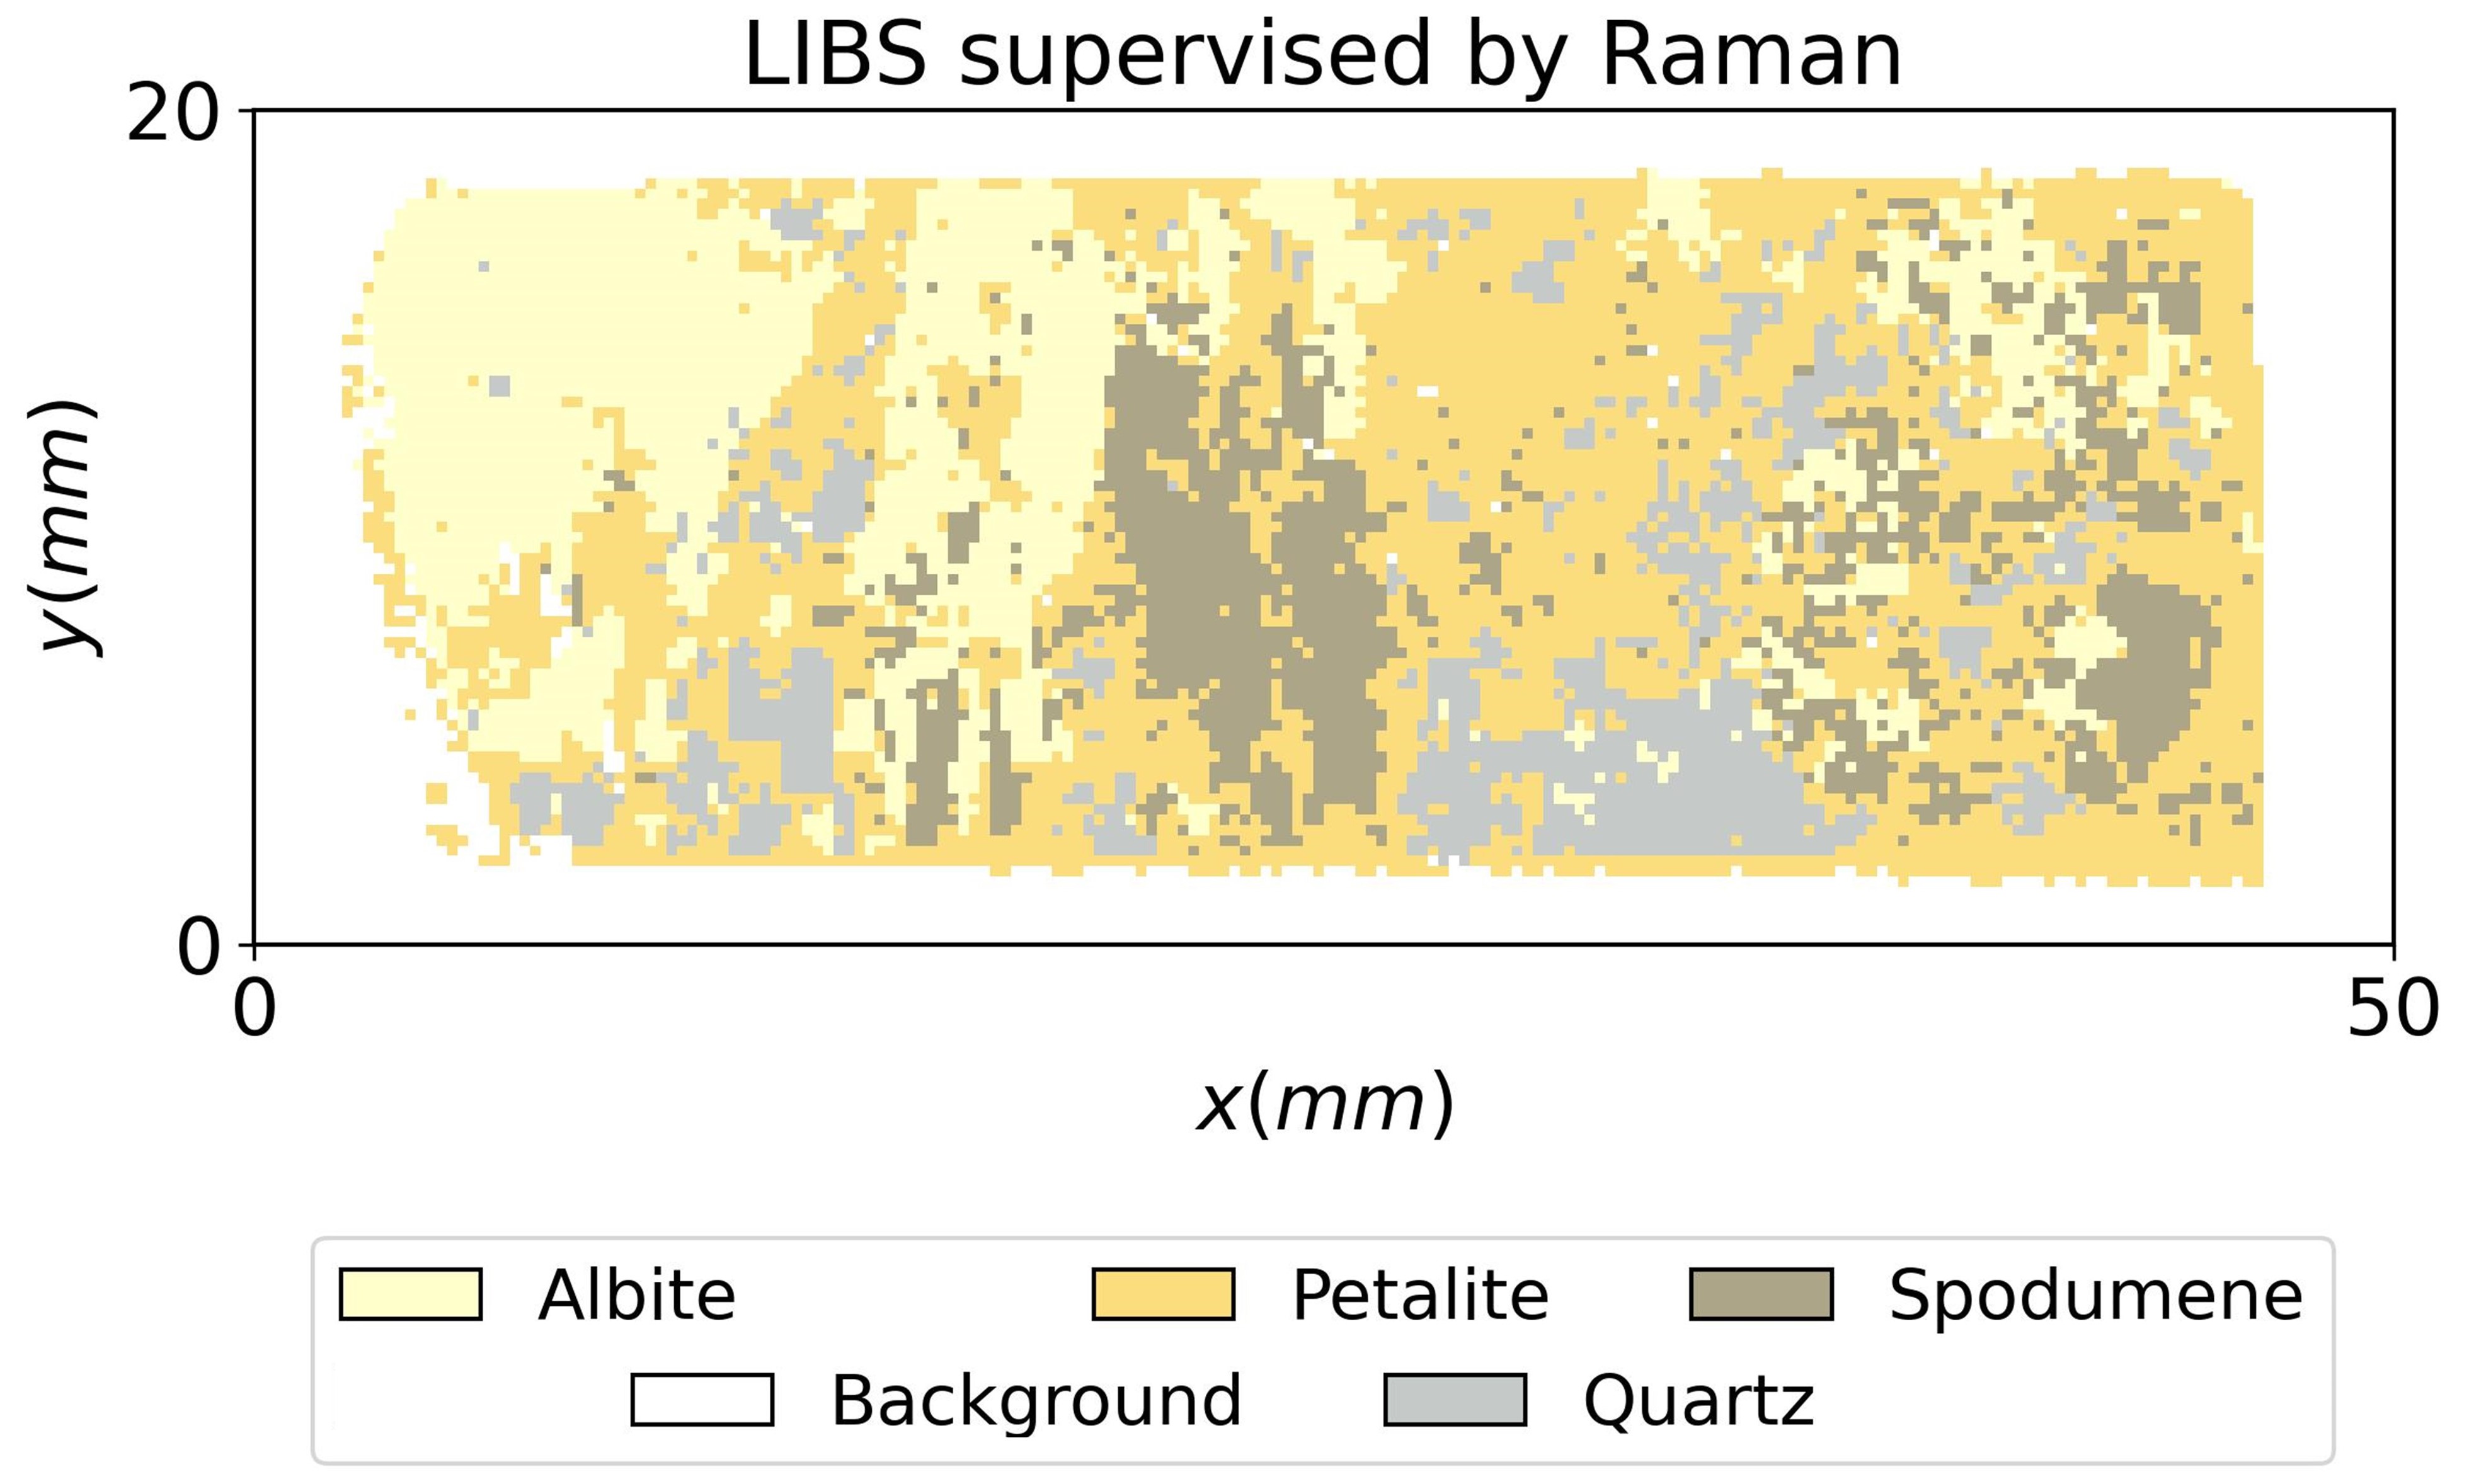 LIBS supervised by Raman
20
y(mm)
0
0 50
x(mm)
Albite Petalite Spodumene
Background Quartz